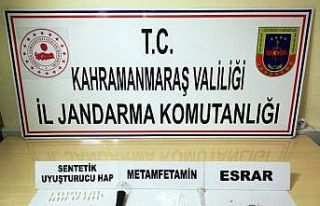 T.C.
KAHRAMANMARAŞ VALİLİĞİ
İL JANDARMA KOMUTANLIĞI
SENTETİK
UYUŞTURUCU HAP
METAMFETAMİN
ESRAR